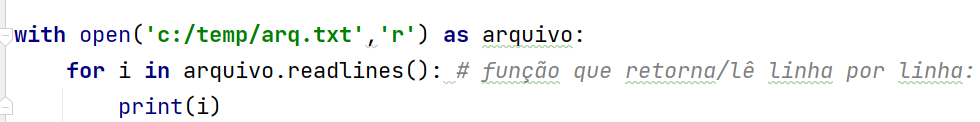 with open('c:/temp/arq.txt','r') as arquivo:
    for i in arquivo.readlines(): # função que retorna/lê linha por linha:
        print(i)